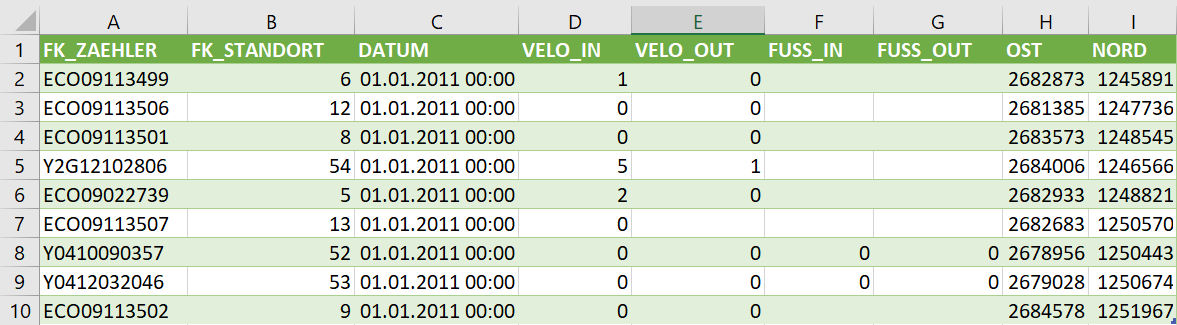 A B C D E F G H I
1 FK_ZAEHLER FK_STANDORT DATUM VELO_IN VELO_OUT FUSS_IN FUSS_OUT OST NORD
2 ECO09113499 6 01.01.2011 00:00 1 0 2682873 1245891
3 ECO09113506 12 01.01.2011 00:00 0 0 2681385 1247736
4 ECO09113501 8 01.01.2011 00:00 0 0 2683573 1248545
5 Y2G12102806 54 01.01.2011 00:00 5 1 2684006 1246566
6 ECO09022739 5 01.01.2011 00:00 2 0 2682933 1248821
7 ECO09113507 13 01.01.2011 00:00 0 2682683 1250570
8 Y0410090357 52 01.01.2011 00:00 0 0 0 0 2678956 1250443
9 Y0412032046 53 01.01.2011 00:00 0 0 0 0 2679028 1250674
10 ECO09113502 9 01.01.2011 00:00 0 0 2684578 1251967